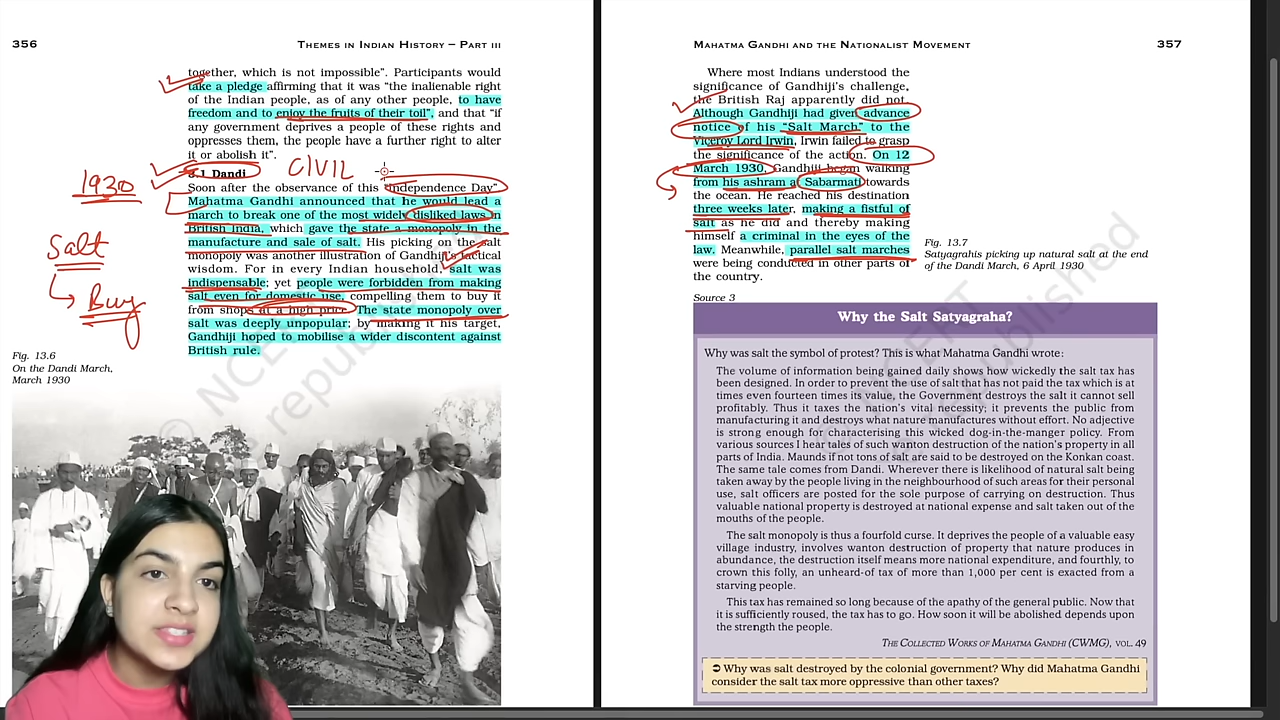 356
THEMES IN INDIAN HISTORY – PART III
together, which is not impossible”. Participants would
take a pledge affirming that it was “the inalienable right
of the Indian people, as of any other people, to have
freedom and to enjoy the fruits of their toil”, and that “if
any government deprives a people of these rights and
oppresses them, the people have a further right to alter
it or abolish it”.
Dandi
CIVIL
1930
Soon after the observance of this “Independence Day”
Mahatma Gandhi announced that he would lead a
march to break one of the most widely disliked laws in
British India, which gave the state a monopoly in the
manufacture and sale of salt. His picking on the salt
monopoly was another illustration of Gandhiji’s tactical
wisdom. For in every Indian household, salt was
indispensable; yet people were forbidden from making
salt even for domestic use, compelling them to buy it
from shops at a high price. The state monopoly over
salt was deeply unpopular; by making it his target,
Gandhiji hoped to mobilise a wider discontent against
British rule.
Salt
Buy
Fig. 13.6
On the Dandi March,
March 1930
MAHATMA GANDHI AND THE NATIONALIST MOVEMENT
357
Where most Indians understood the
significance of Gandhiji’s challenge,
the British Raj apparently did not.
Although Gandhiji had given advance
notice of his “Salt March” to the
Viceroy Lord Irwin, Irwin failed to grasp
the significance of the action. On 12
March 1930, Gandhiji began walking
from his ashram at Sabarmati towards
the ocean. He reached his destination
three weeks later, making a fistful of
salt as he did and thereby making
himself a criminal in the eyes of the
law. Meanwhile, parallel salt marches
were being conducted in other parts of
the country.
Fig. 13.7
Satyagrahis picking up natural salt at the end
of the Dandi March, 6 April 1930
Source 3
Why the Salt Satyagraha?
Why was salt the symbol of protest? This is what Mahatma Gandhi wrote:
The volume of information being gained daily shows how wickedly the salt tax has
been designed. In order to prevent the use of salt that has not paid the tax which is at
times even fourteen times its value, the Government destroys the salt it cannot sell
profitably. Thus it taxes the nation’s vital necessity; it prevents the public from
manufacturing it and destroys what nature manufactures without effort. No adjective
is strong enough for characterising this wicked dog-in-the-manger policy. From
various sources I hear tales of such wanton destruction of the nation’s property in all
parts of India. Maunds if not tons of salt are said to be destroyed on the Konkan coast.
The same tale comes from Dandi. Wherever there is likelihood of natural salt being
taken away by the people living in the neighbourhood of such areas for their personal
use, salt officers are posted for the sole purpose of carrying on destruction. Thus
valuable national property is destroyed at national expense and salt taken out of the
mouths of the people.
The salt monopoly is thus a fourfold curse. It deprives the people of a valuable easy
village industry, involves wanton destruction of property that nature produces in
abundance, the destruction itself means more national expenditure, and fourthly, to
crown this folly, an unheard-of tax of more than 1,000 per cent is exacted from a
starving people.
This tax has remained so long because of the apathy of the general public. Now that
it is sufficiently roused, the tax has to go. How soon it will be abolished depends upon
the strength the people.
THE COLLECTED WORKS OF MAHATMA GANDHI (CWMG), VOL. 49
➲ Why was salt destroyed by the colonial government? Why did Mahatma Gandhi
consider the salt tax more oppressive than other taxes?